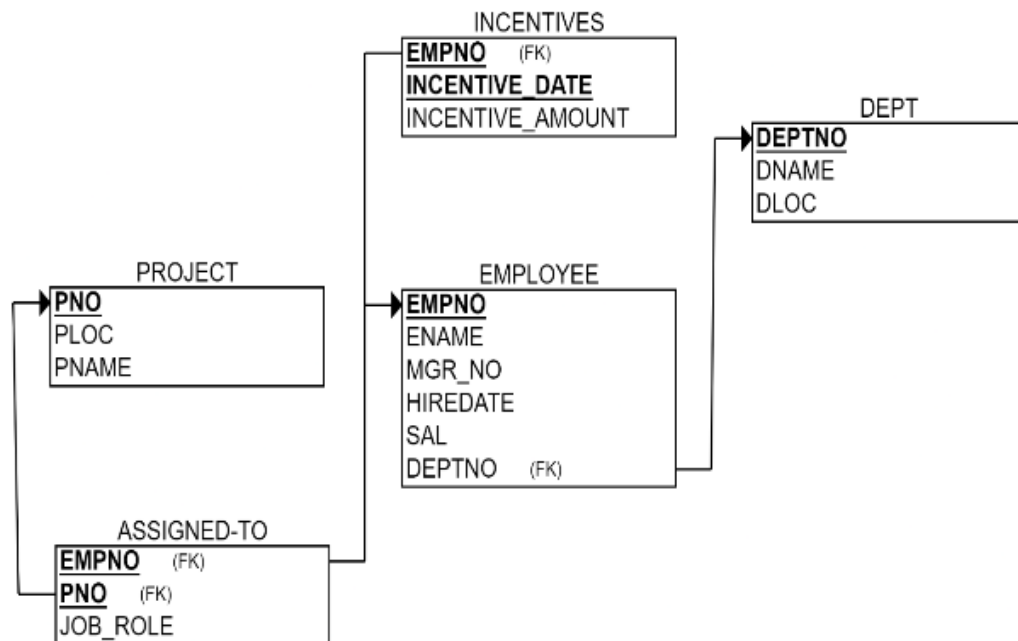 INCENTIVES
EMPNO (FK)
INCENTIVE_DATE
INCENTIVE_AMOUNT
DEPT
DEPTNO
DNAME
DLOC
PROJECT
PNO
PLOC
PNAME
EMPLOYEE
EMPNO
ENAME
MGR_NO
HIREDATE
SAL
DEPTNO (FK)
ASSIGNED-TO
EMPNO (FK)
PNO (FK)
JOB_ROLE